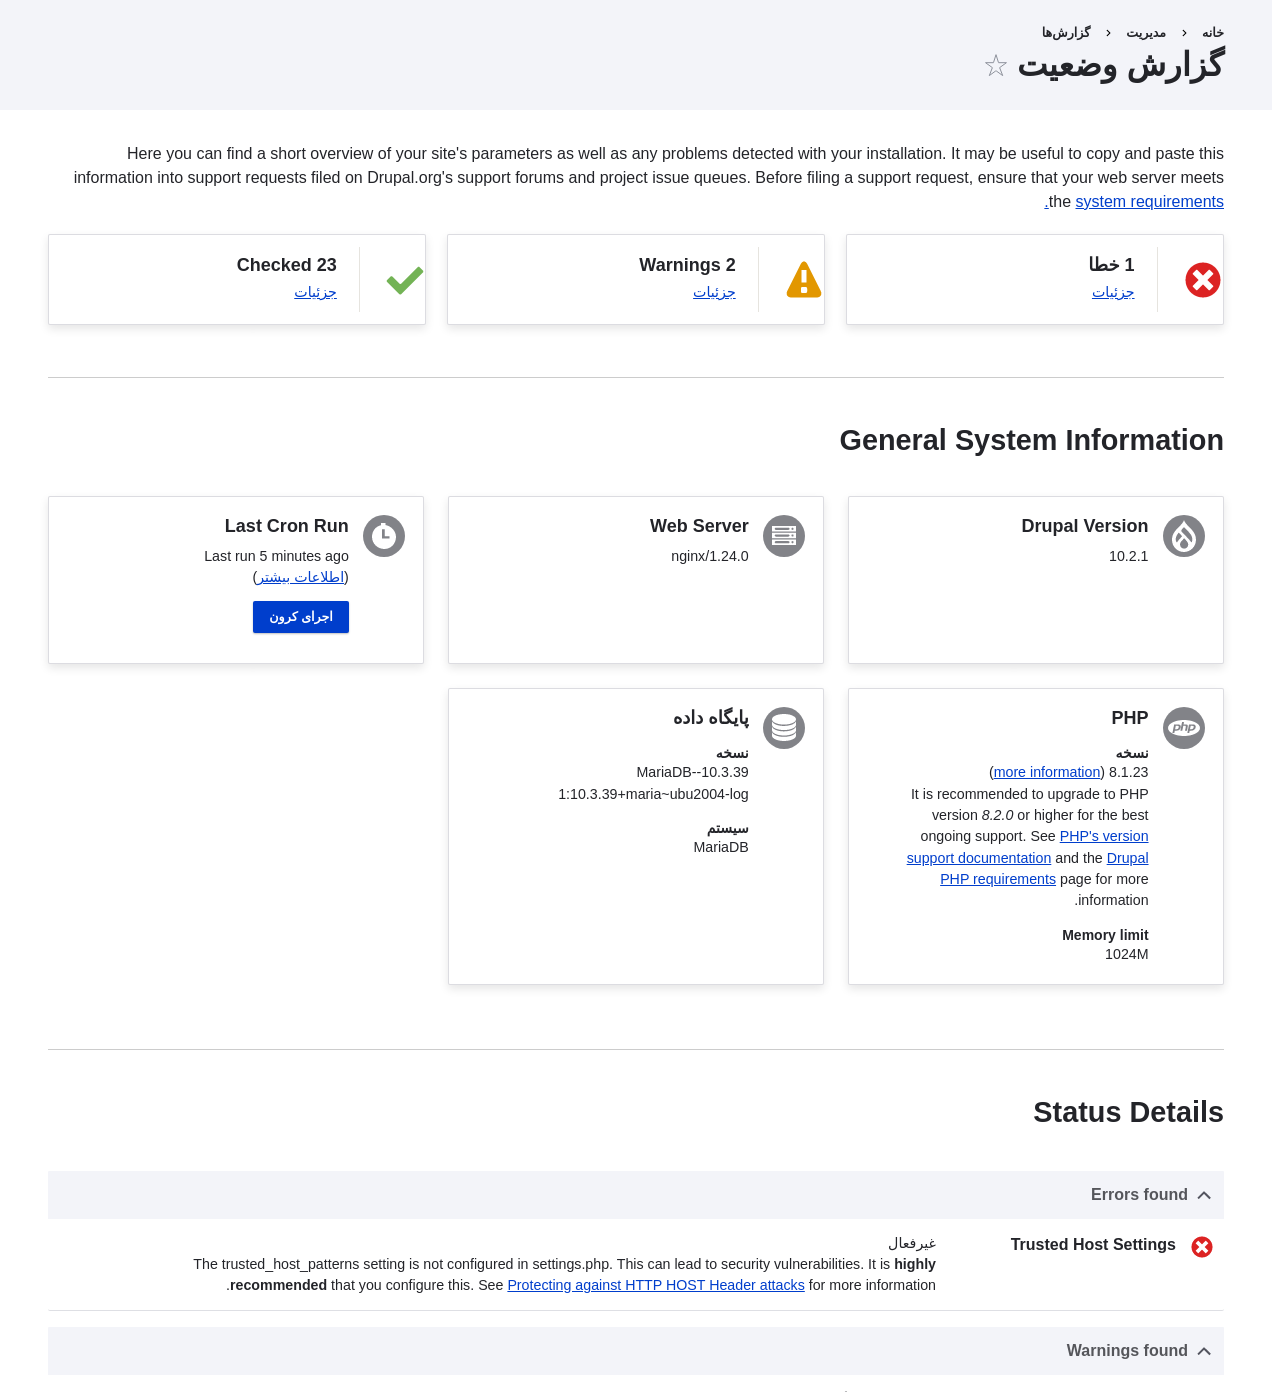 خانه › مدیریت › گزارش‌ها
گزارش وضعیت ☆
Here you can find a short overview of your site's parameters as well as any problems detected with your installation. It may be useful to copy and paste this
information into support requests filed on Drupal.org's support forums and project issue queues. Before filing a support request, ensure that your web server meets
the system requirements.
1 خطا
جزئیات
2 Warnings
جزئیات
23 Checked
جزئیات
General System Information
Drupal Version
10.2.1
Web Server
nginx/1.24.0
Last Cron Run
Last run 5 minutes ago
(اطلاعات بیشتر)
اجرای کرون
PHP
نسخه
8.1.23 (more information)
It is recommended to upgrade to PHP
version 8.2.0 or higher for the best
ongoing support. See PHP's version
support documentation and the Drupal
PHP requirements page for more
information.
Memory limit
1024M
پایگاه داده
نسخه
MariaDB--10.3.39
1:10.3.39+maria~ubu2004-log
سیستم
MariaDB
Status Details
Errors found
Trusted Host Settings
غیرفعال
The trusted_host_patterns setting is not configured in settings.php. This can lead to security vulnerabilities. It is highly
recommended that you configure this. See Protecting against HTTP HOST Header attacks for more information.
Warnings found